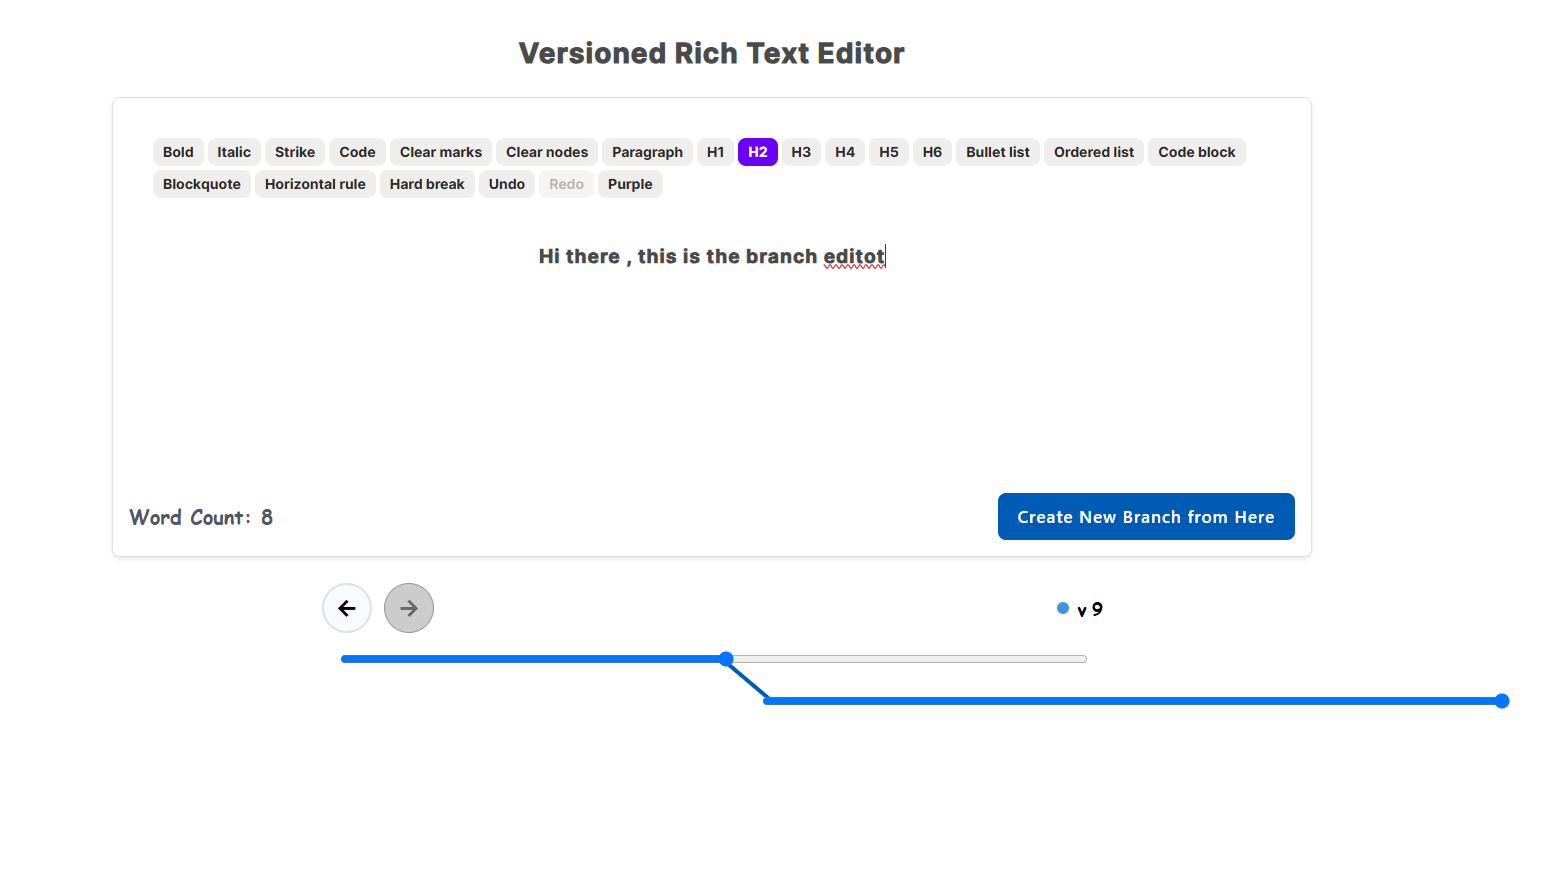 Versioned Rich Text Editor
Bold Italic Strike Code Clear marks Clear nodes Paragraph H1 H2 H3 H4 H5 H6 Bullet list Ordered list Code block
Blockquote Horizontal rule Hard break Undo Redo Purple
Hi there , this is the branch editot
Word Count: 8
Create New Branch from Here
v 9